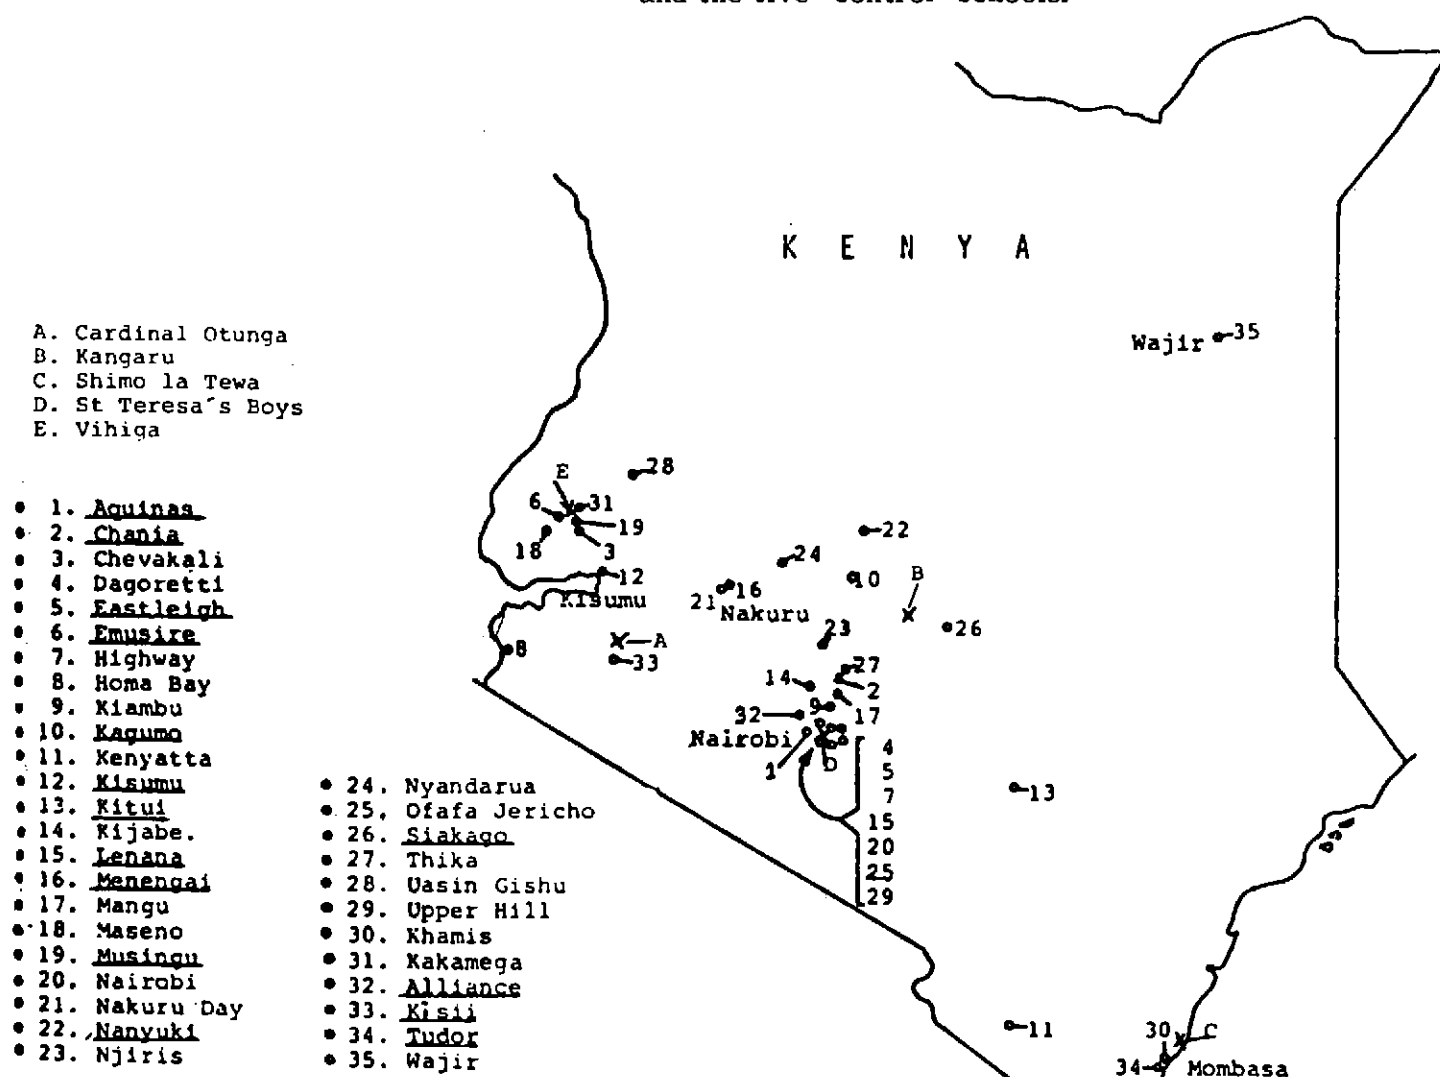 and the five "control" schools.
K E N Y A
Wajir 35
A. Cardinal Otunga
B. Kangaru
C. Shimo la Tewa
D. St Teresa's Boys
E. Vihiga
E
28
6
31
19
18
3
12
Kisumu
22
24
10
B
16
21
Nakuru
26
23
A
33
8
27
14
2
9
17
32
Nairobi
1
D
4
5
7
15
20
25
29
13
11
30
C
34
Mombasa
1. Aquinas
2. Chania
3. Chevakali
4. Dagoretti
5. Eastleigh
6. Emusire
7. Highway
8. Homa Bay
9. Kiambu
10. Kagumo
11. Kenyatta
12. Kisumu
13. Kitui
14. Kijabe.
15. Lenana
16. Menengai
17. Mangu
18. Maseno
19. Musingu
20. Nairobi
21. Nakuru Day
22. Nanyuki
23. Njiris
24. Nyandarua
25. Ofafa Jericho
26. Siakago
27. Thika
28. Uasin Gishu
29. Upper Hill
30. Khamis
31. Kakamega
32. Alliance
33. Kisii
34. Tudor
35. Wajir